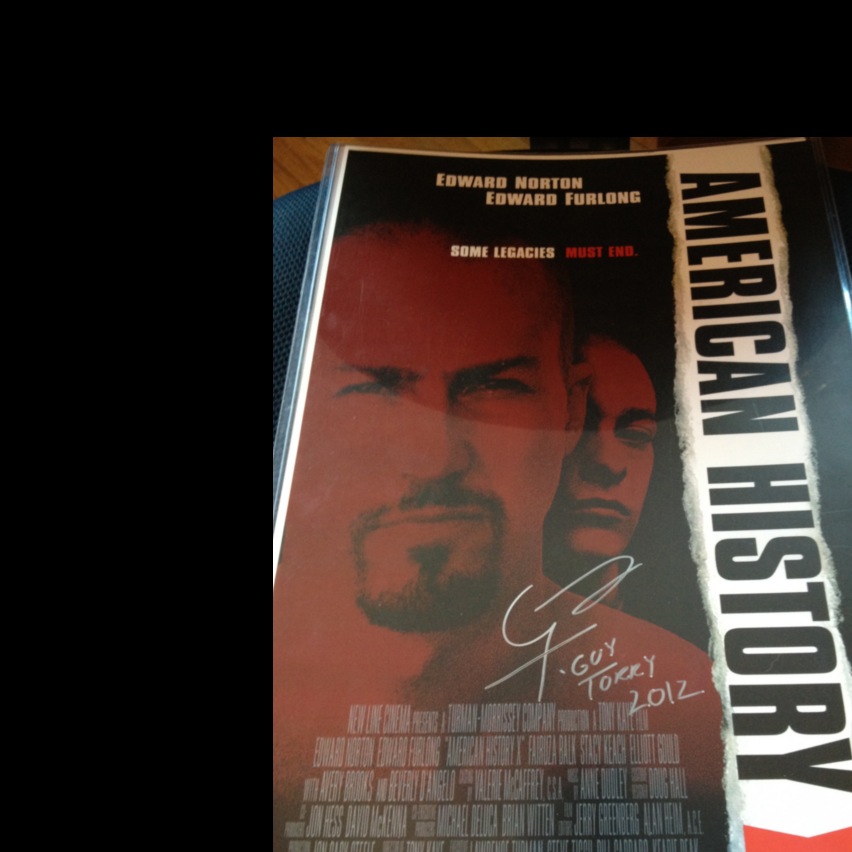 EDWARD NORTON
EDWARD FURLONG
SOME LEGACIES MUST END.
AMERICAN HISTORY
GUY
TORRY
2012
NEW LINE CINEMA PRESENTS A TURMAN-MORRISSEY COMPANY PRODUCTION A TONY KAYE
EDWARD NORTON EDWARD FURLONG "AMERICAN HISTORY X" FAIRUZA BALK STACY KEACH ELLIOTT GOULD
WITH AVERY BROOKS AND BEVERLY D'ANGELO VALERIE McCAFFREY C.S.A. ANNE DUDLEY DOUG HALL
JON HESS DAVID McKENNA MICHAEL DELUCA BRIAN WITTEN JERRY GREENBERG ALAN HEIM A.C.E.